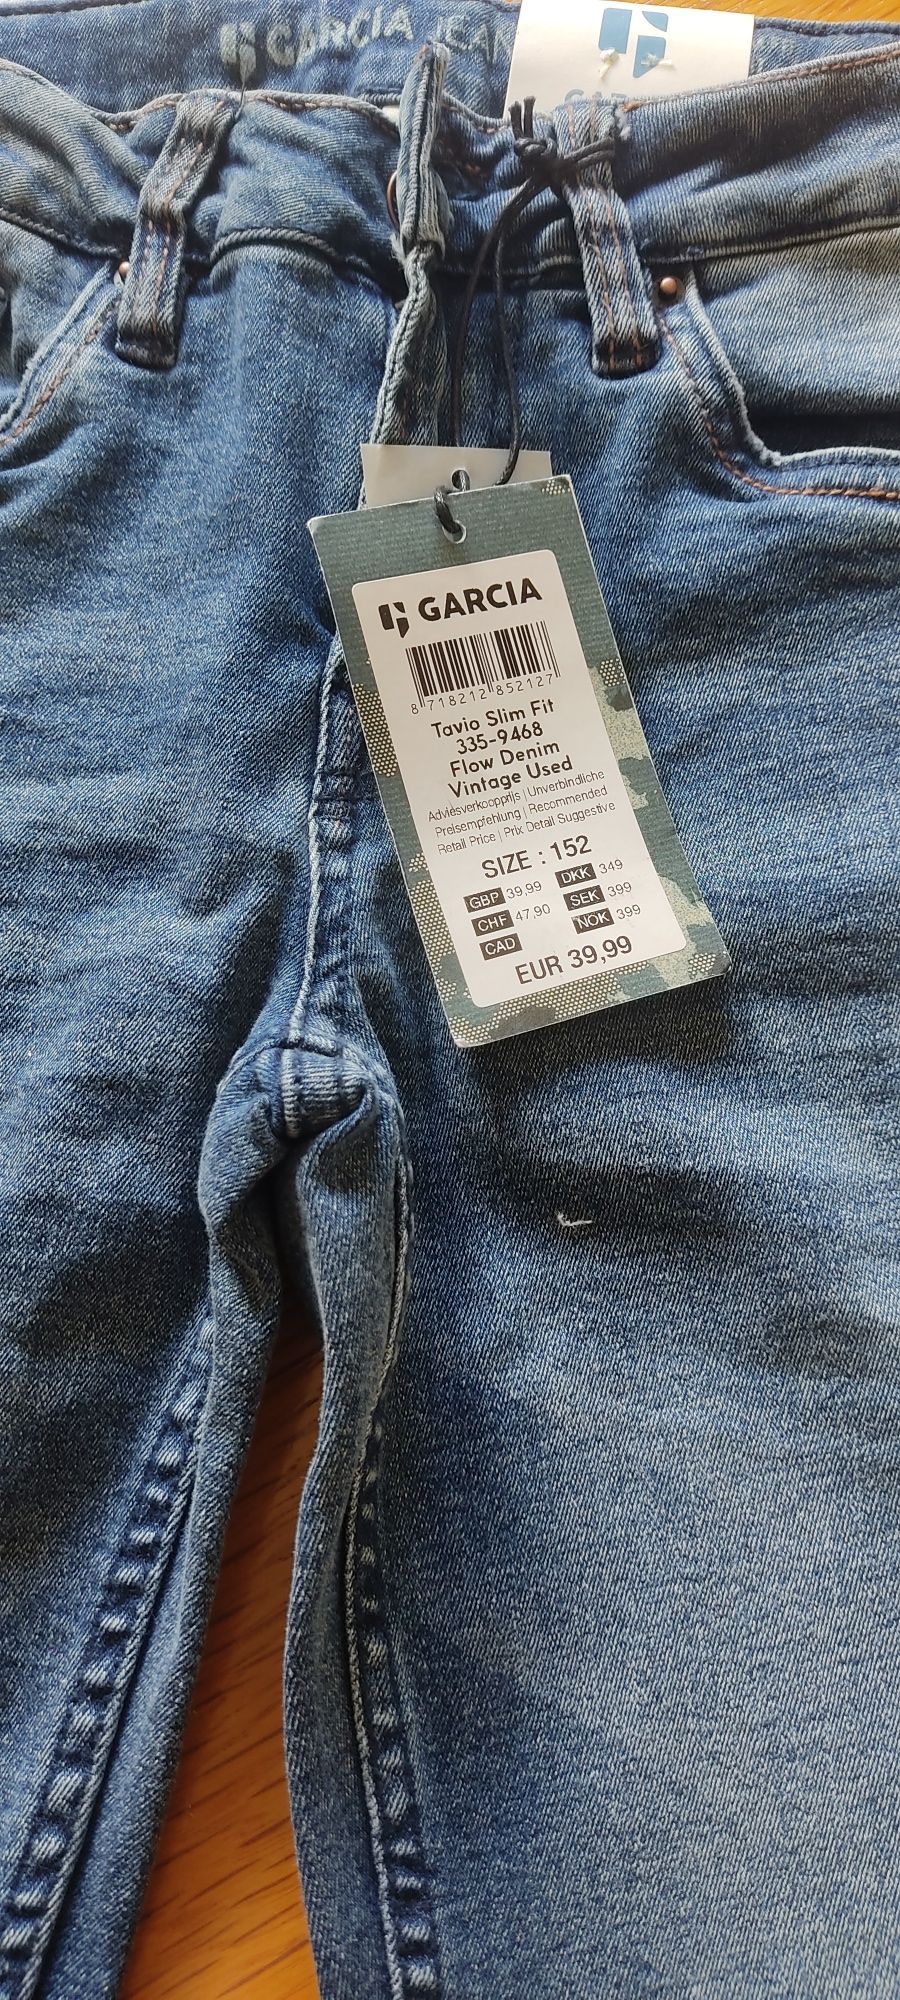 GARCIA JEAN
GARCIA
8 718212 852127
Tavio Slim Fit
335-9468
Flow Denim
Vintage Used
Adviesverkoopprijs | Unverbindliche
Preisempfehlung | Recommended
Retail Price | Prix Detail Suggestive
SIZE : 152
GBP 39,99 DKK 349
CHF 47,90 SEK 399
CAD NOK 399
EUR 39,99